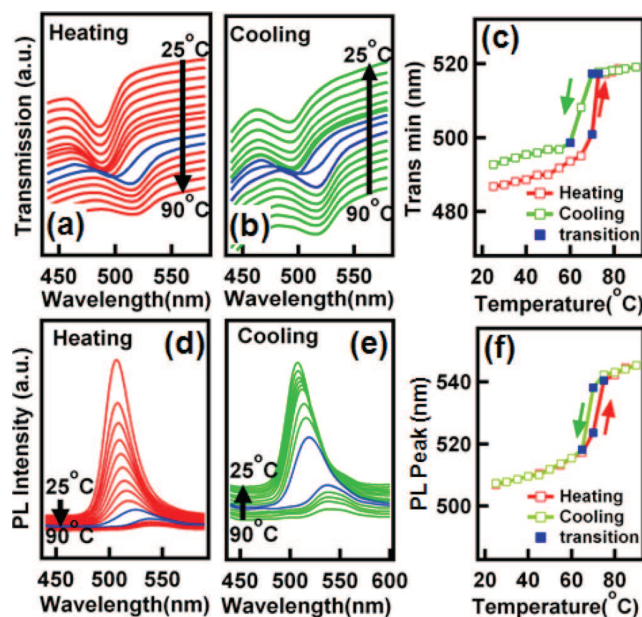 Heating
25°C
90°C
(a)
Transmission (a.u.)
450 500 550
Wavelength(nm)
Cooling
25°C
90°C
(b)
450 500 550
Wavelength(nm)
(c)
Trans min (nm)
520
500
480
Heating
Cooling
transition
20 40 60 80
Temperature(°C)
Heating
(d)
PL Intensity (a.u.)
25°C
90°C
450 500 550
Wavelength(nm)
Cooling
(e)
25°C
90°C
450 500 550 600
Wavelength(nm)
(f)
PL Peak (nm)
540
520
500
Heating
Cooling
transition
20 40 60 80
Temperature(°C)